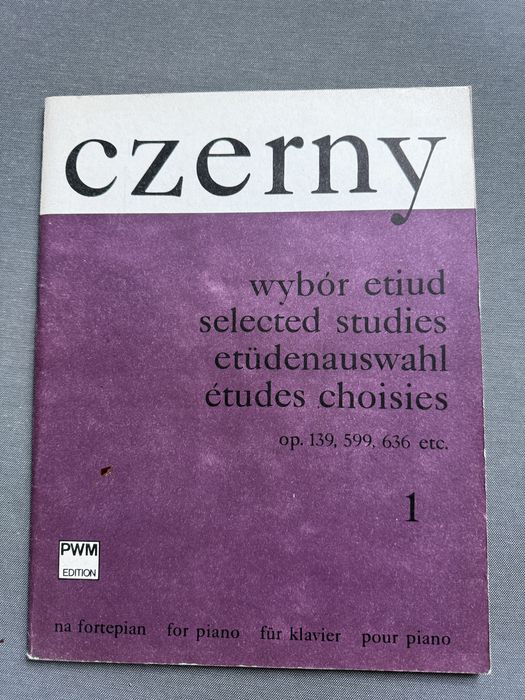 czerny
wybór etiud
selected studies
etüdenauswahl
études choisies
op. 139, 599, 636 etc.
1
PWM
EDITION
na fortepian for piano für klavier pour piano